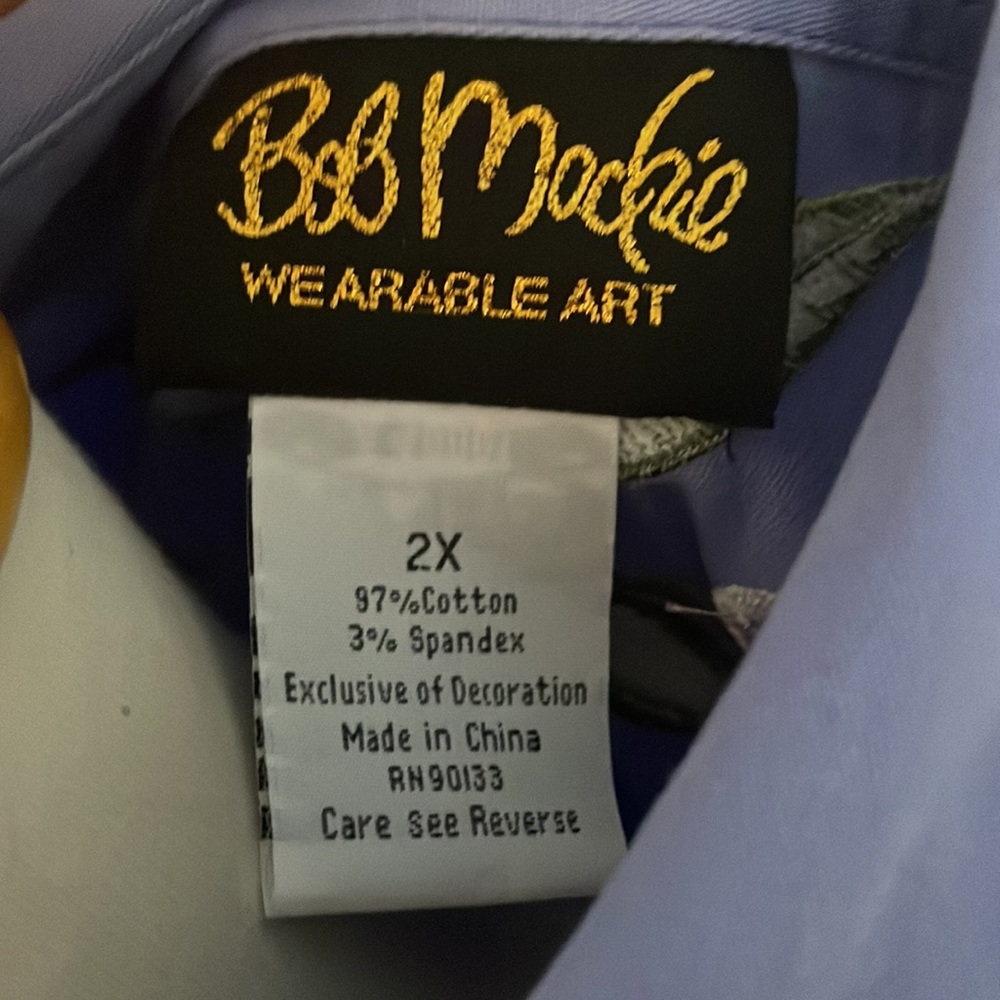 Bob Mackie
WEARABLE ART
2X
97%Cotton
3% Spandex
Exclusive of Decoration
Made in China
RN90133
Care see Reverse